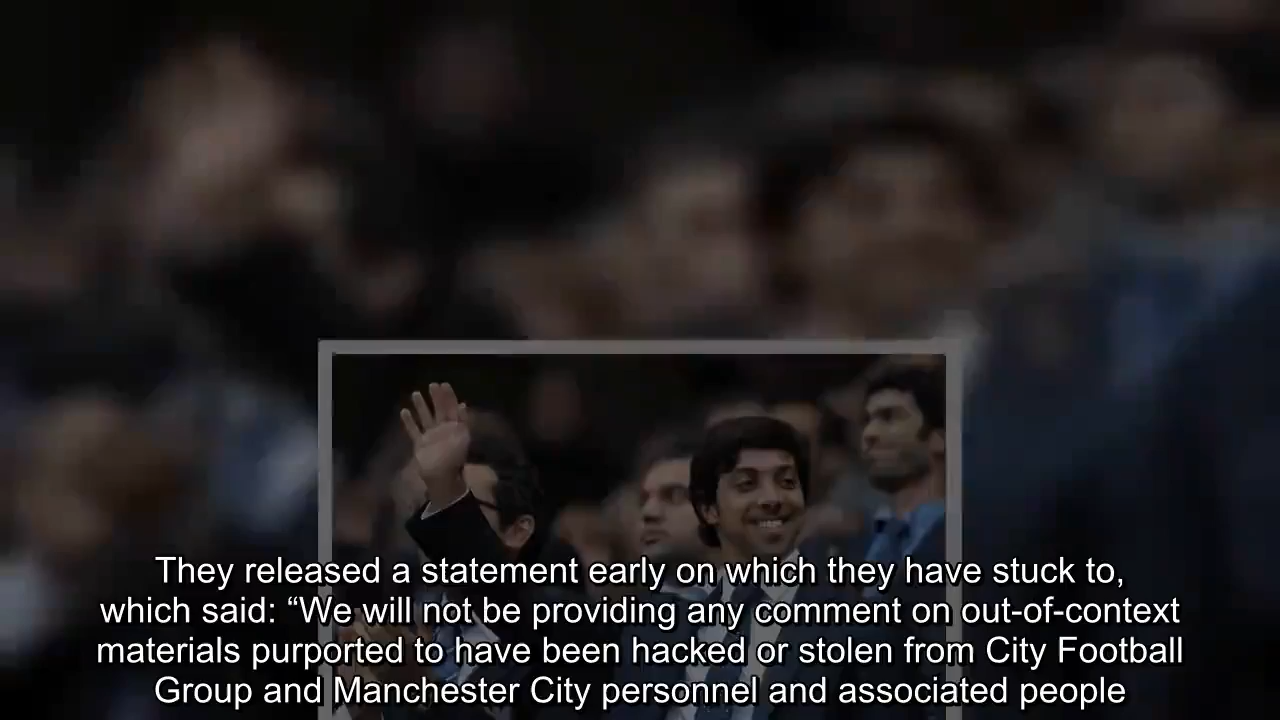 They released a statement early on which they have stuck to,
which said: “We will not be providing any comment on out-of-context
materials purported to have been hacked or stolen from City Football
Group and Manchester City personnel and associated people